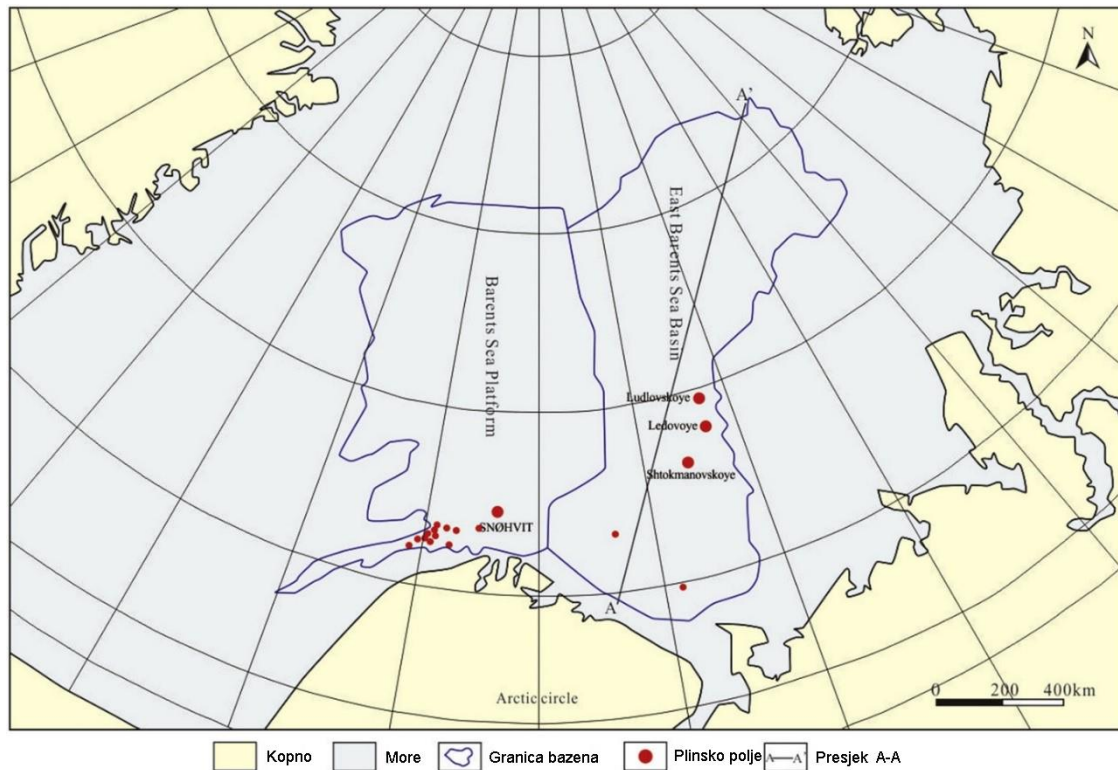 N
A'
East Barents Sea Basin
Barents Sea Platform
Ludlovskoye
Ledovoye
Shtokmanovskoye
SNØHVIT
A
Arctic circle
0 200 400km
Kopno
More
Granica bazena
Plinsko polje
A A'
Presjek A-A